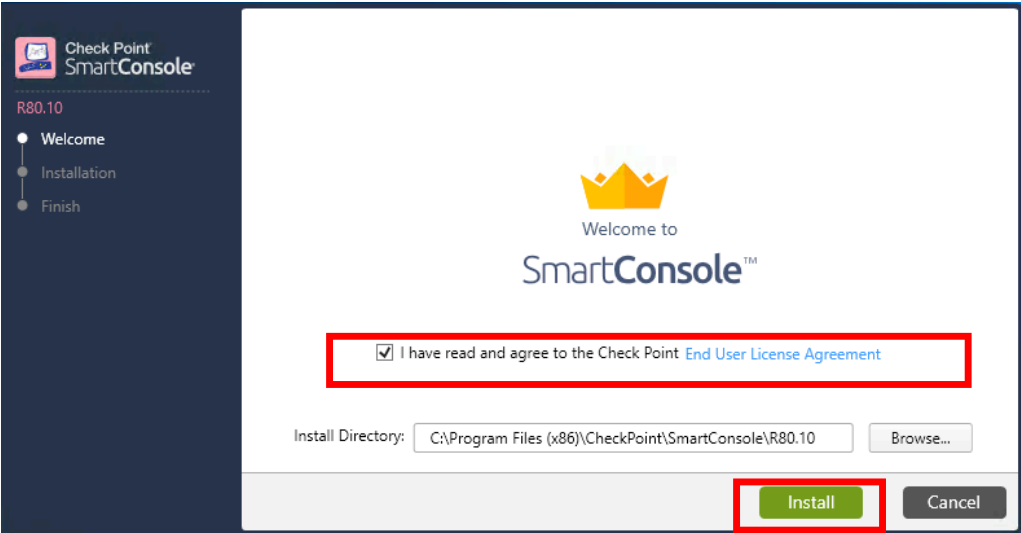 Check Point
SmartConsole
R80.10
Welcome
Installation
Finish
Welcome to
SmartConsole™
I have read and agree to the Check Point End User License Agreement
Install Directory: C:\Program Files (x86)\CheckPoint\SmartConsole\R80.10 Browse...
Install Cancel